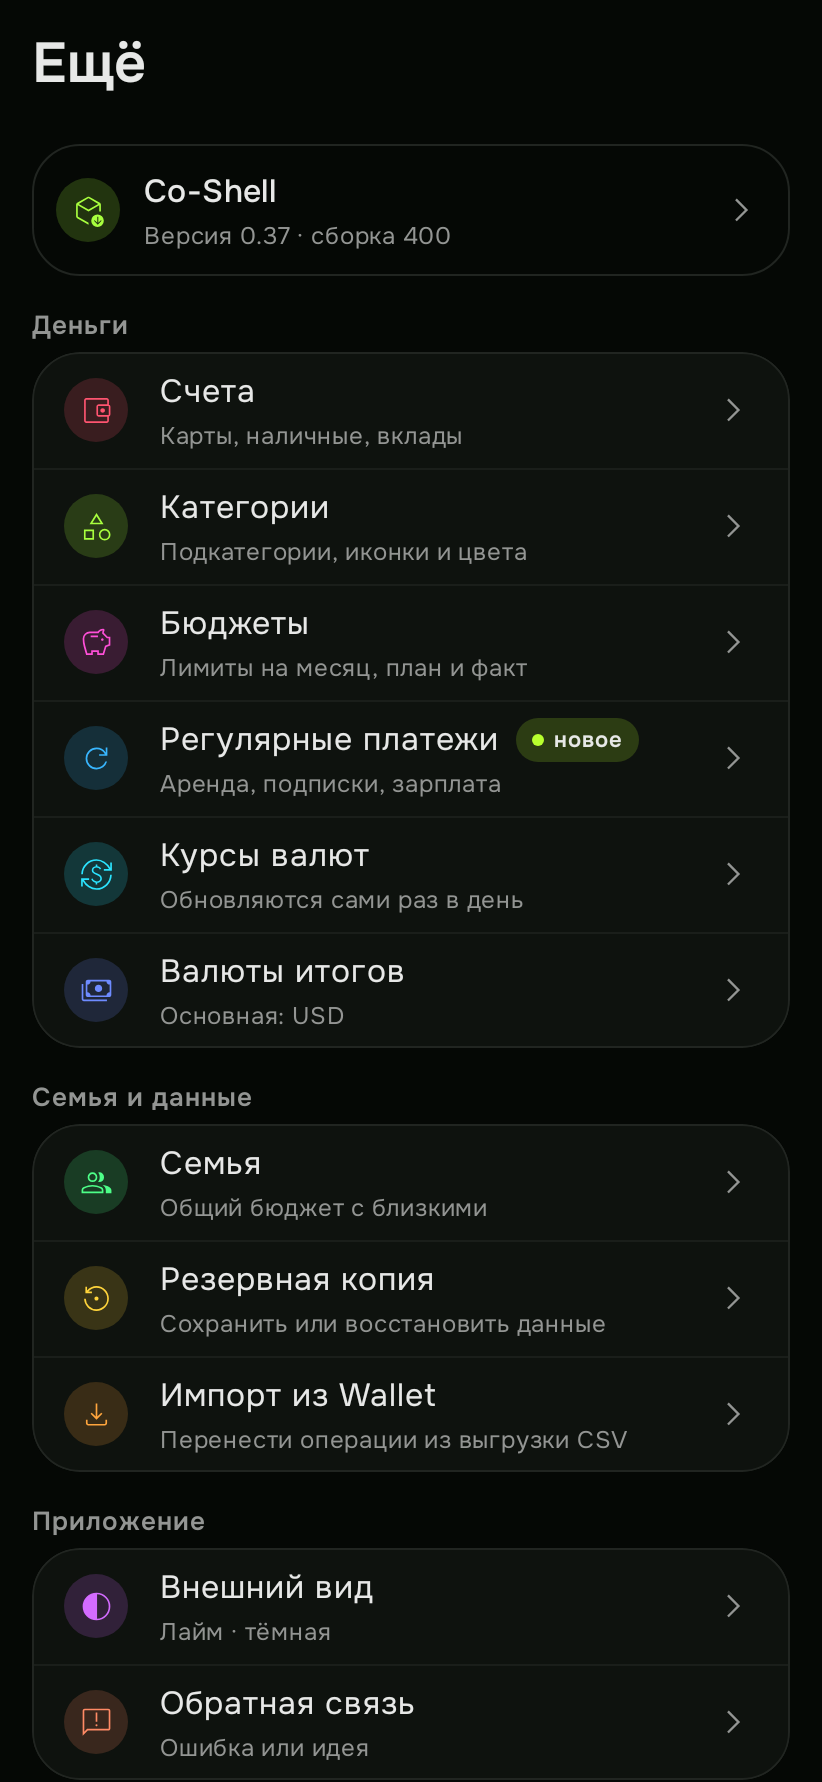 Ещё
Co-Shell
Версия 0.37 · сборка 400
Деньги
Счета
Карты, наличные, вклады
Категории
Подкатегории, иконки и цвета
Бюджеты
Лимиты на месяц, план и факт
Регулярные платежи новое
Аренда, подписки, зарплата
Курсы валют
Обновляются сами раз в день
Валюты итогов
Основная: USD
Семья и данные
Семья
Общий бюджет с близкими
Резервная копия
Сохранить или восстановить данные
Импорт из Wallet
Перенести операции из выгрузки CSV
Приложение
Внешний вид
Лайм · тёмная
Обратная связь
Ошибка или идея